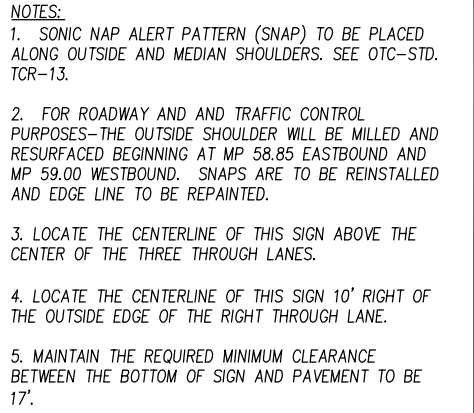 NOTES:
1. SONIC NAP ALERT PATTERN (SNAP) TO BE PLACED
ALONG OUTSIDE AND MEDIAN SHOULDERS. SEE OTC-STD.
TCR-13.
2. FOR ROADWAY AND AND TRAFFIC CONTROL
PURPOSES-THE OUTSIDE SHOULDER WILL BE MILLED AND
RESURFACED BEGINNING AT MP 58.85 EASTBOUND AND
MP 59.00 WESTBOUND. SNAPS ARE TO BE REINSTALLED
AND EDGE LINE TO BE REPAINTED.
3. LOCATE THE CENTERLINE OF THIS SIGN ABOVE THE
CENTER OF THE THREE THROUGH LANES.
4. LOCATE THE CENTERLINE OF THIS SIGN 10' RIGHT OF
THE OUTSIDE EDGE OF THE RIGHT THROUGH LANE.
5. MAINTAIN THE REQUIRED MINIMUM CLEARANCE
BETWEEN THE BOTTOM OF SIGN AND PAVEMENT TO BE
17'.